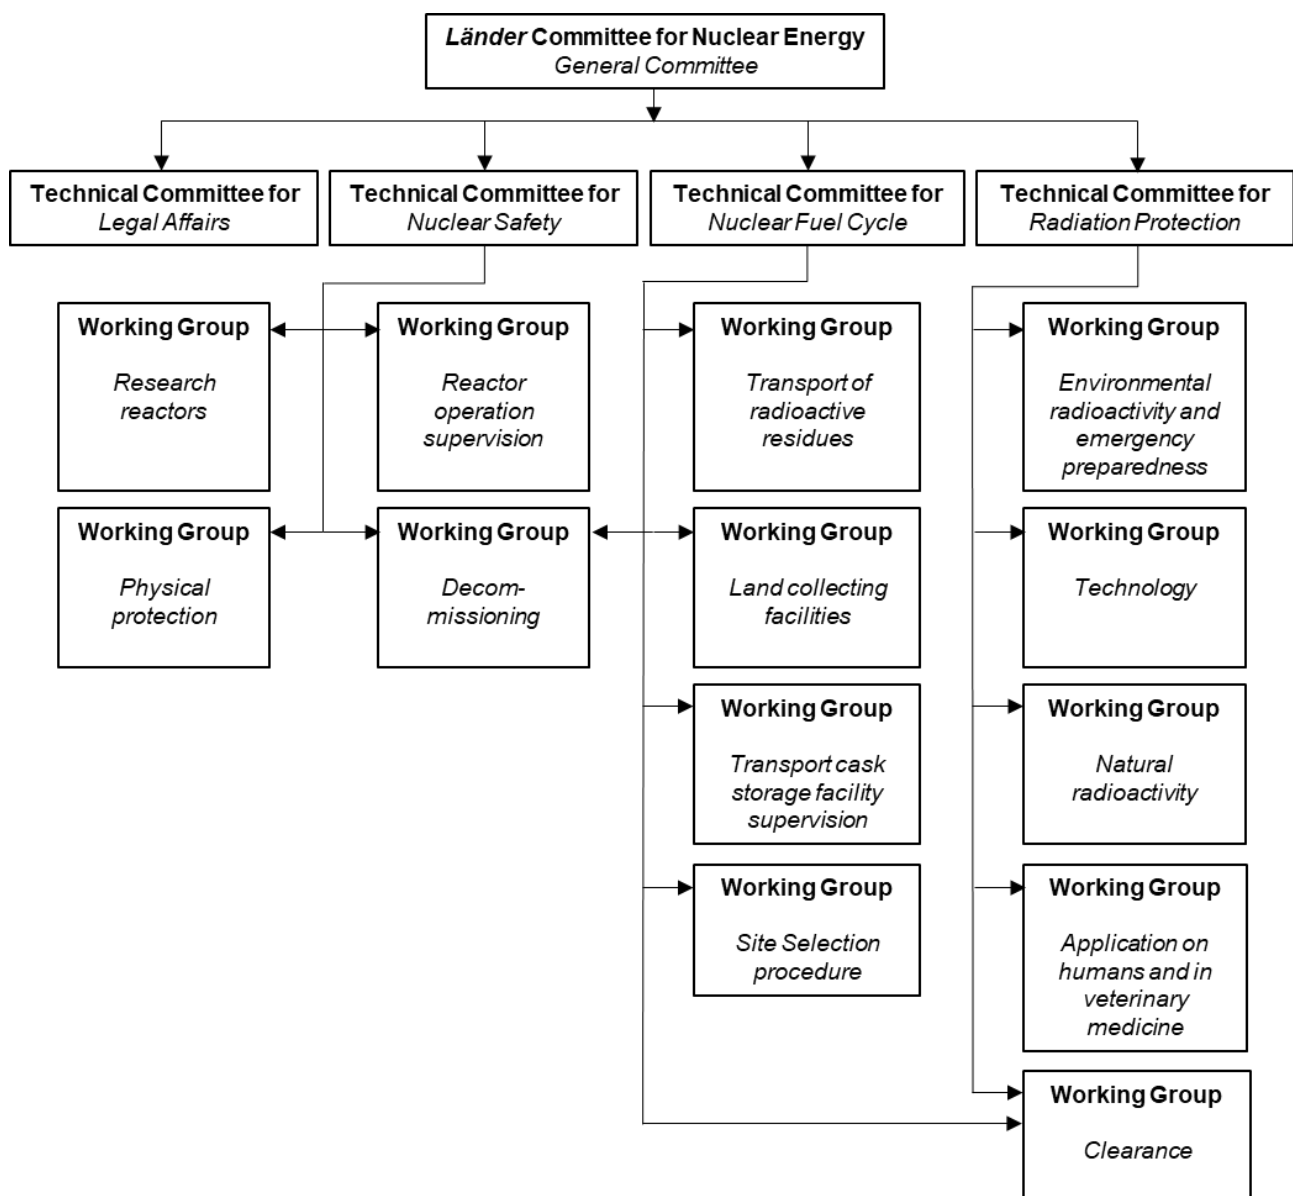 Länder Committee for Nuclear Energy
General Committee
Technical Committee for
Legal Affairs
Technical Committee for
Nuclear Safety
Technical Committee for
Nuclear Fuel Cycle
Technical Committee for
Radiation Protection
Working Group
Research
reactors
Working Group
Reactor
operation
supervision
Working Group
Transport of
radioactive
residues
Working Group
Environmental
radioactivity and
emergency
preparedness
Working Group
Physical
protection
Working Group
Decom-
missioning
Working Group
Land collecting
facilities
Working Group
Technology
Working Group
Transport cask
storage facility
supervision
Working Group
Natural
radioactivity
Working Group
Site Selection
procedure
Working Group
Application on
humans and in
veterinary
medicine
Working Group
Clearance